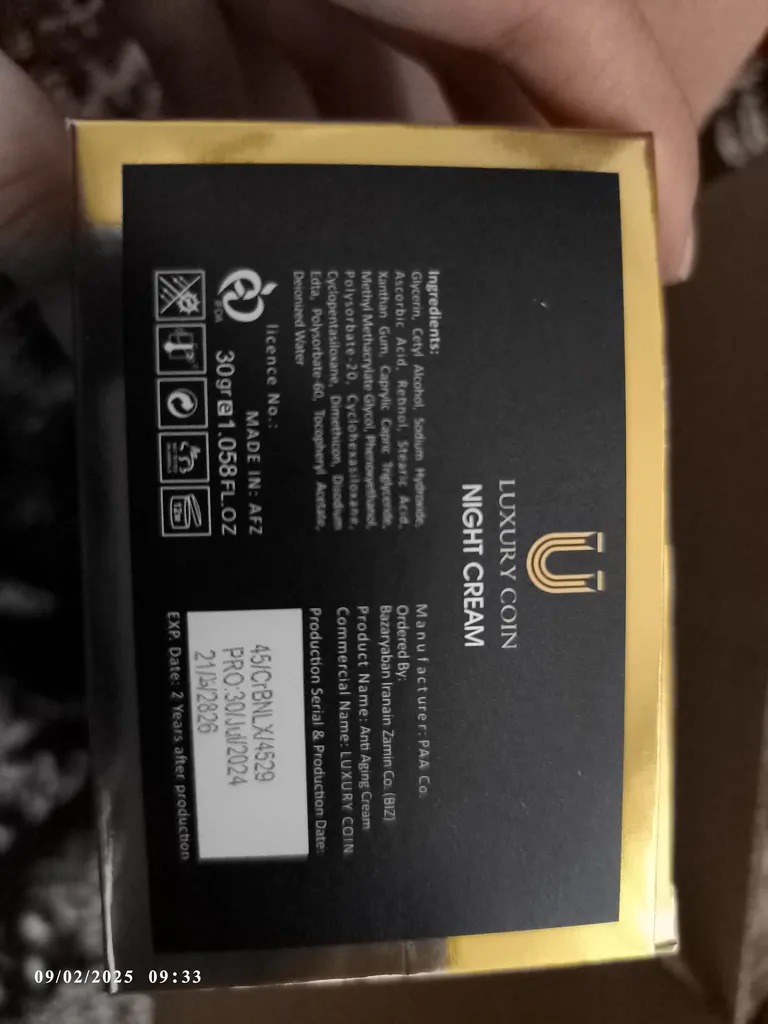 LUXURY COIN
NIGHT CREAM
Ingredients:
Glycerin, Cetyl Alcohol, Sodium Hydroxide,
Ascorbic Acid, Retinol, Stearic Acid,
Xanthan Gum, Caprylic Capric Triglyceride,
Methyl Methacrylate Glycol, Phenoxyethanol,
Polysorbate-20, Cyclohexasiloxane,
Cyclopentasiloxane, Dimethicon, Disodium
Edta, Polysorbate-60, Tocopheryl Acetate,
Deionized Water
licence No.:
MADE IN: AFZ
30gr e 1.058FL.OZ
12м
Manufacturer: PAA Co.
Ordered By:
Bazaryaban Iranain Zamin Co. (BIZ)
Product Name: Anti Aging Cream
Commercial Name: LUXURY COIN
Production Serial & Production Date:
45/CrBNLX/4529
PRO:30/Jul/2024
EXP. Date: 2 Years after production
09/02/2025 09:33